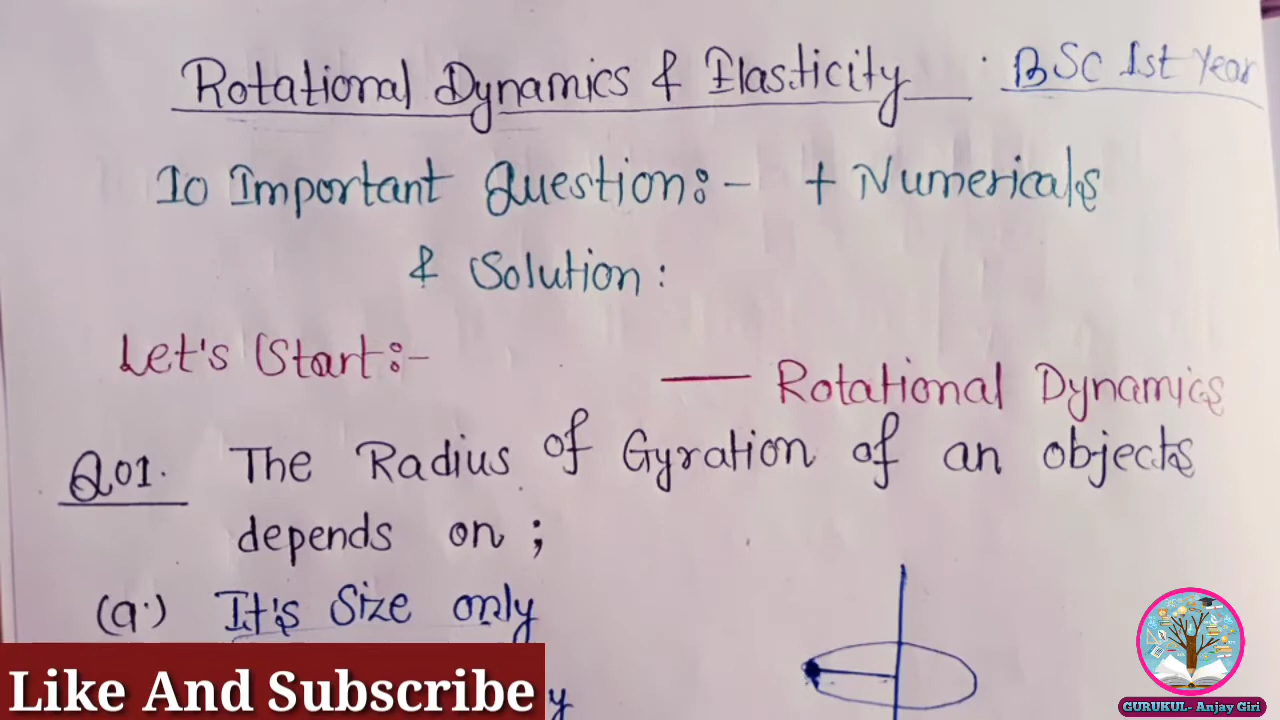 Rotational Dynamics & Elasticity BSc 1st Year
10 Important Question:- + Numericals
& Solution:
Let's Start:-
— Rotational Dynamics
Q01. The Radius of Gyration of an objects
depends on ;
(a.) It's Size only
Like And Subscribe
GURUKUL- Anjay Giri